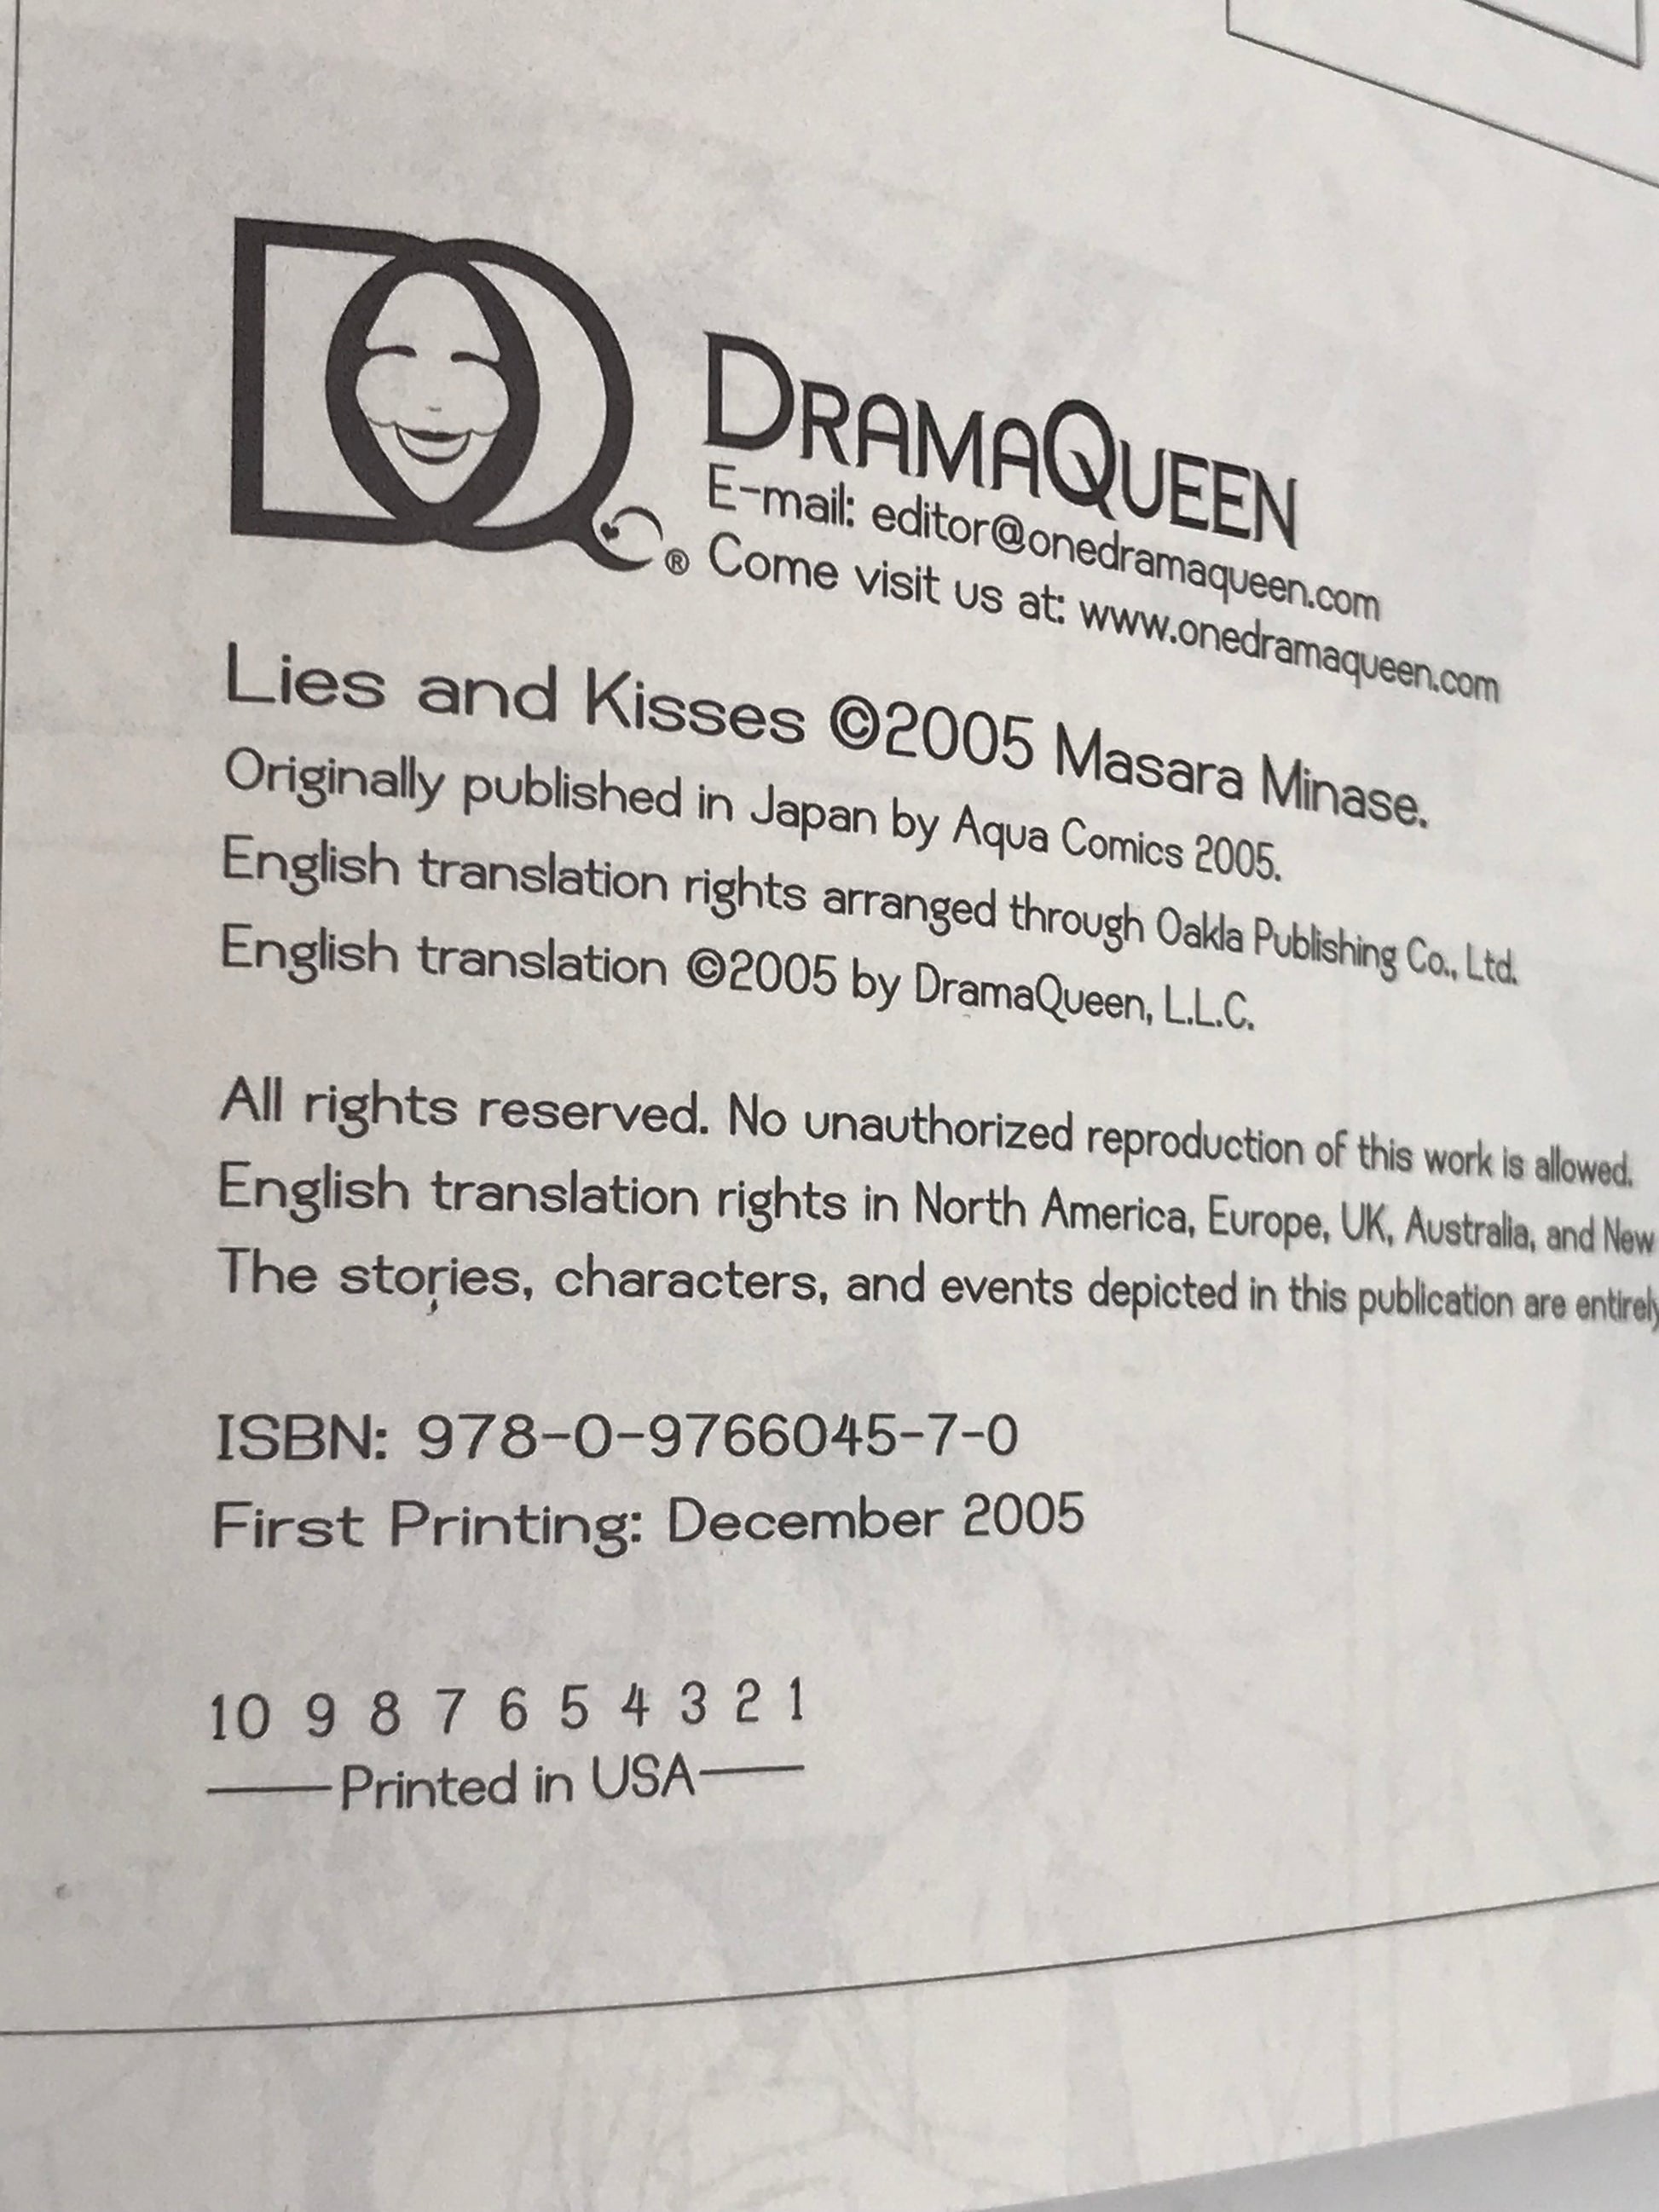 DQ®
DRAMAQUEEN
E-mail: editor@onedramaqueen.com
Come visit us at: www.onedramaqueen.com
Lies and Kisses ©2005 Masara Minase.
Originally published in Japan by Aqua Comics 2005.
English translation rights arranged through Oakla Publishing Co., Ltd.
English translation ©2005 by DramaQueen, L.L.C.
All rights reserved. No unauthorized reproduction of this work is allowed.
English translation rights in North America, Europe, UK, Australia, and New
The stories, characters, and events depicted in this publication are entirely
ISBN: 978-0-9766045-7-0
First Printing: December 2005
10 9 8 7 6 5 4 3 2 1
Printed in USA